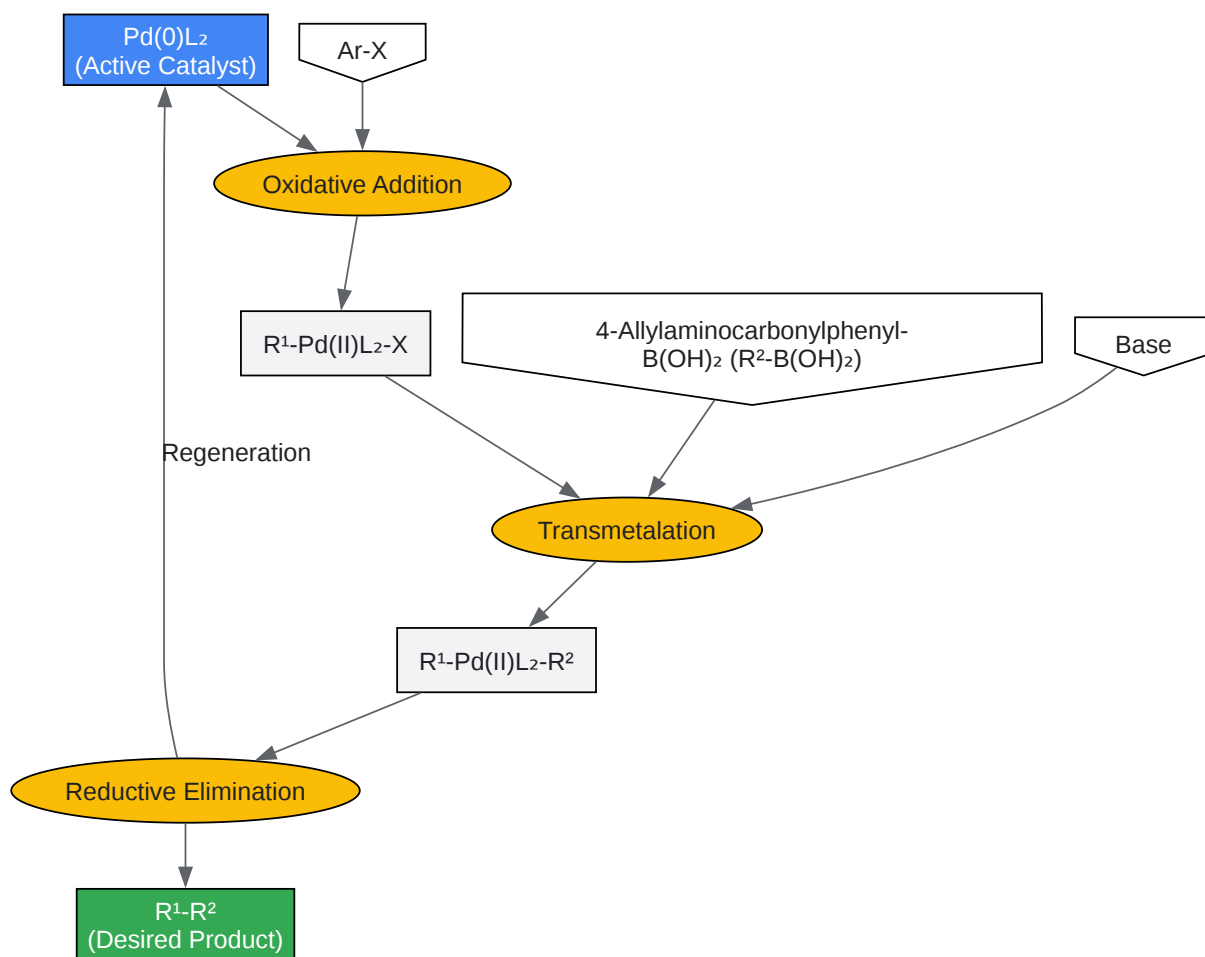 Pd(0)L₂
(Active Catalyst)
Ar-X
Oxidative Addition
R¹-Pd(II)L₂-X
4-Allylaminocarbonylphenyl-
B(OH)₂ (R²-B(OH)₂)
Base
Regeneration
Transmetalation
R¹-Pd(II)L₂-R²
Reductive Elimination
R¹-R²
(Desired Product)